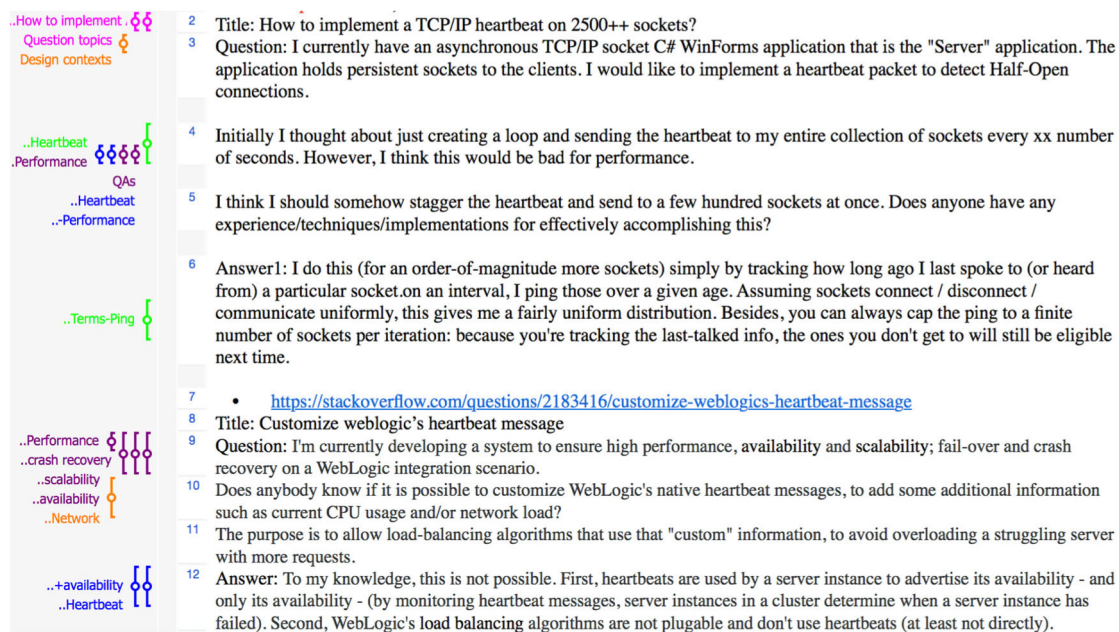 ..How to implement .
2 Title: How to implement a TCP/IP heartbeat on 2500++ sockets?
Question topics
3 Question: I currently have an asynchronous TCP/IP socket C# WinForms application that is the "Server" application. The
Design contexts
application holds persistent sockets to the clients. I would like to implement a heartbeat packet to detect Half-Open
connections.
..Heartbeat
4 Initially I thought about just creating a loop and sending the heartbeat to my entire collection of sockets every xx number
.Performance
of seconds. However, I think this would be bad for performance.
QAs
..Heartbeat
5 I think I should somehow stagger the heartbeat and send to a few hundred sockets at once. Does anyone have any
..-Performance
experience/techniques/implementations for effectively accomplishing this?
6 Answer1: I do this (for an order-of-magnitude more sockets) simply by tracking how long ago I last spoke to (or heard
from) a particular socket.on an interval, I ping those over a given age. Assuming sockets connect / disconnect /
..Terms-Ping
communicate uniformly, this gives me a fairly uniform distribution. Besides, you can always cap the ping to a finite
number of sockets per iteration: because you're tracking the last-talked info, the ones you don't get to will still be eligible
next time.
7 • https://stackoverflow.com/questions/2183416/customize-weblogics-heartbeat-message
8 Title: Customize weblogic's heartbeat message
..Performance
9 Question: I'm currently developing a system to ensure high performance, availability and scalability; fail-over and crash
..crash recovery
recovery on a WebLogic integration scenario.
..scalability
10 Does anybody know if it is possible to customize WebLogic's native heartbeat messages, to add some additional information
..availability
such as current CPU usage and/or network load?
..Network
11 The purpose is to allow load-balancing algorithms that use that "custom" information, to avoid overloading a struggling server
with more requests.
..+availability
12 Answer: To my knowledge, this is not possible. First, heartbeats are used by a server instance to advertise its availability - and
..Heartbeat
only its availability - (by monitoring heartbeat messages, server instances in a cluster determine when a server instance has
failed). Second, WebLogic's load balancing algorithms are not plugable and don't use heartbeats (at least not directly).